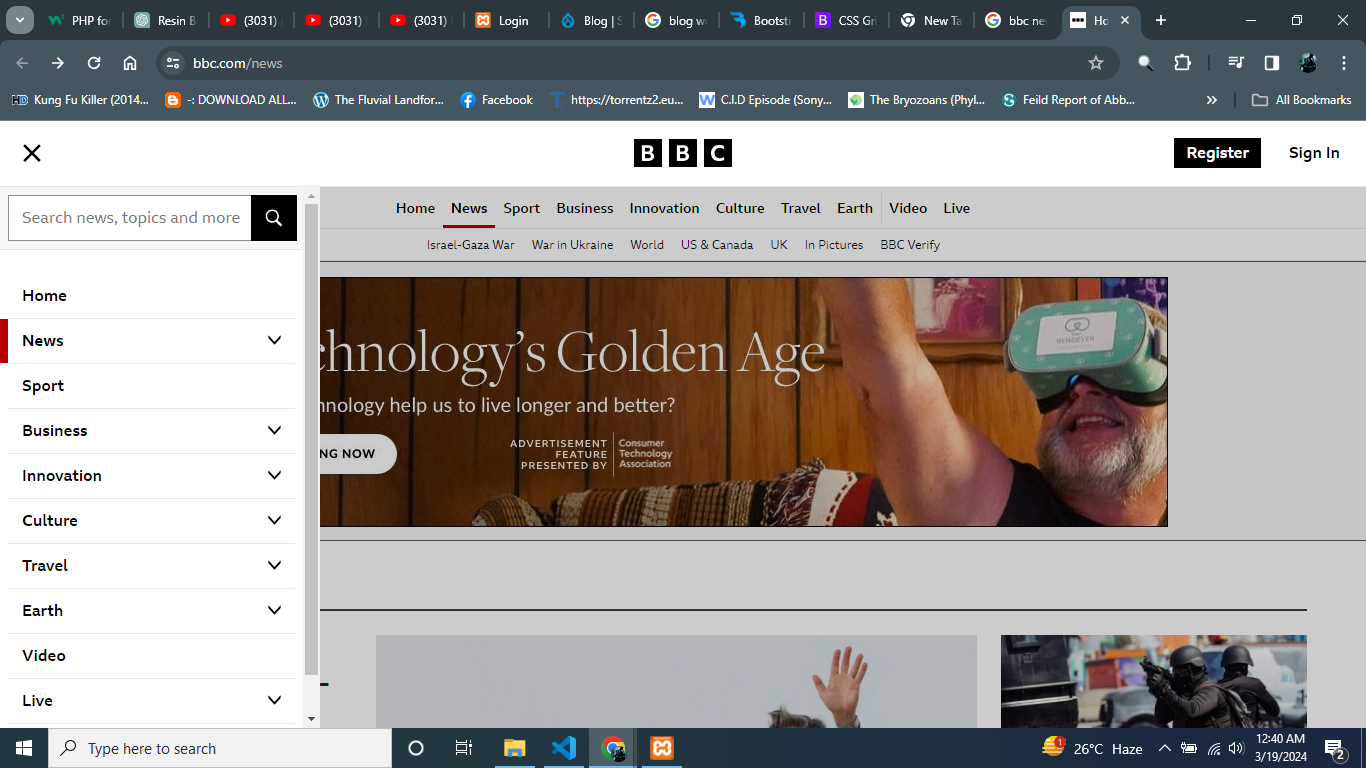 PHP for
Resin B
(3031)
(3031)
(3031)
Login
Blog | S
blog w
Bootstr
CSS Gri
New Ta
bbc ne
Ho
bbc.com/news
Kung Fu Killer (2014...
-: DOWNLOAD ALL...
The Fluvial Landfor...
Facebook
https://torrentz2.eu...
C.I.D Episode (Sony...
The Bryozoans (Phyl...
Feild Report of Abb...
All Bookmarks
BBC
Register
Sign In
Search news, topics and more
Home News Sport Business Innovation Culture Travel Earth Video Live
Israel-Gaza War War in Ukraine World US & Canada UK In Pictures BBC Verify
Home
News
Sport
Business
Innovation
Culture
Travel
Earth
Video
Live
chnology's Golden Age
nnology help us to live longer and better?
NG NOW
ADVERTISEMENT
FEATURE
PRESENTED BY
Consumer
Technology
Association
RENDEVER
Type here to search
1
26°C Haze
12:40 AM
3/19/2024
2